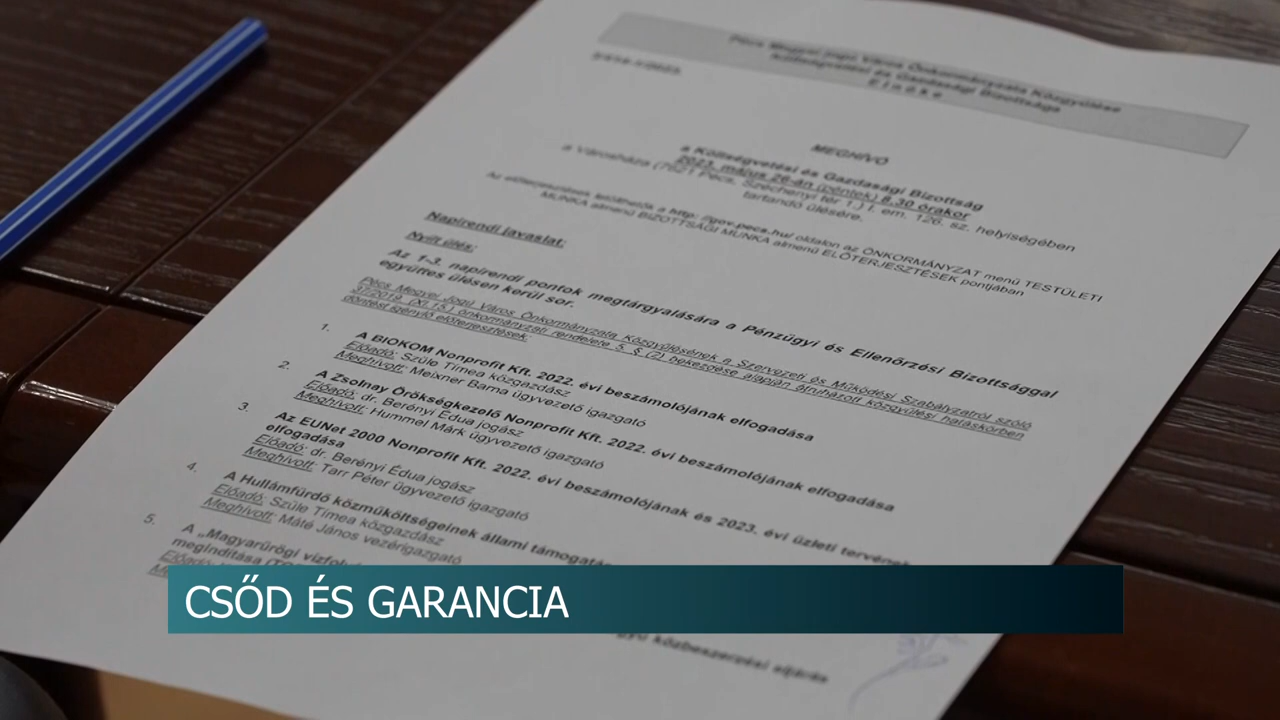 Pécs Megyei Jogú Város Önkormányzata Közgyűlése
Költségvetési és Gazdasági Bizottsága
Elnöke
MEGHÍVÓ
a Költségvetési és Gazdasági Bizottság
2023. május 26-án (péntek) 8.30 órakor
a Városháza (7621 Pécs, Széchenyi tér 1.) I. em. 126. sz. helyiségében
tartandó ülésére.
Az előterjesztések letölthetők a http://gov.pecs.hu/ oldalon az ÖNKORMÁNYZAT menü TESTÜLETI
MUNKA almenü BIZOTTSÁGI MUNKA almenü ELŐTERJESZTÉSEK pontjában
Napirendi javaslat:
Nyílt ülés:
Az 1-3. napirendi pontok megtárgyalására a Pénzügyi és Ellenőrzési Bizottsággal
együttes ülésen kerül sor.
Pécs Megyei Jogú Város Önkormányzata Közgyűlésének a Szervezeti és Működési Szabályzatról szóló
37/2019. (XI.15.) önkormányzati rendelete 5. § (2) bekezdése alapján átruházott közgyűlési hatáskörben
döntést igénylő előterjesztések:
1. A BIOKOM Nonprofit Kft. 2022. évi beszámolójának elfogadása
Előadó: Szüle Tímea közgazdász
Meghívott: Meixner Barna ügyvezető igazgató
2. A Zsolnay Örökségkezelő Nonprofit Kft. 2022. évi beszámolójának elfogadása
Előadó: dr. Berényi Édua jogász
Meghívott: Hummel Márk ügyvezető igazgató
3. Az EUNet 2000 Nonprofit Kft. 2022. évi beszámolójának és 2023. évi üzleti tervének
elfogadása
Előadó: dr. Berényi Édua jogász
Meghívott: Tarr Péter ügyvezető igazgató
4. A Hullámfürdő közműköltségeinek állami
Előadó: Szüle Tímea közgazdász
Meghívott: Máté János vezérigazgató
5. A „Magyarürögi
megindítása
Előadó:
közbeszerzési eljárás
CSŐD ÉS GARANCIA